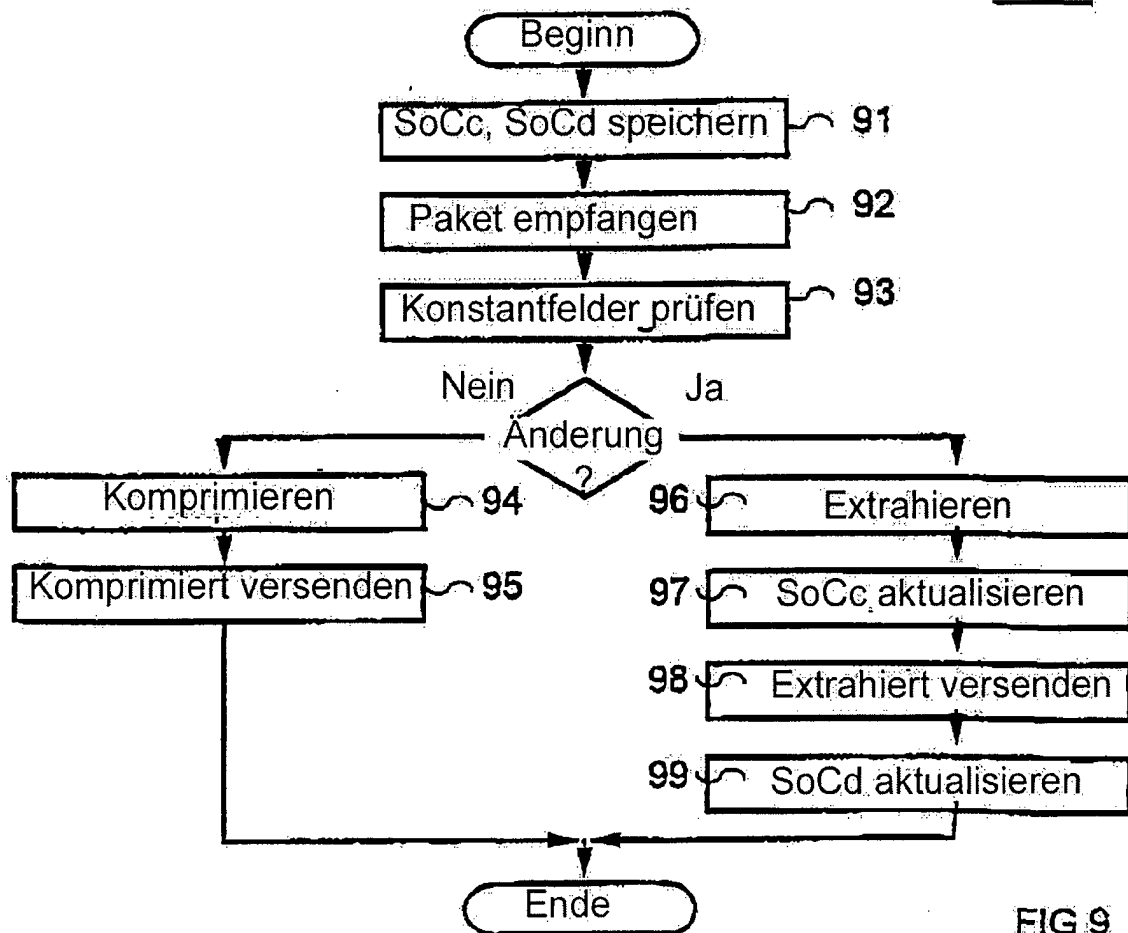 Beginn
SoCc, SoCd speichern 91
Paket empfangen 92
Konstantfelder prüfen 93
Nein Ja
Änderung
?
Komprimieren 94
96 Extrahieren
Komprimiert versenden 95
97 SoCc aktualisieren
98 Extrahiert versenden
99 SoCd aktualisieren
Ende
FIG 9